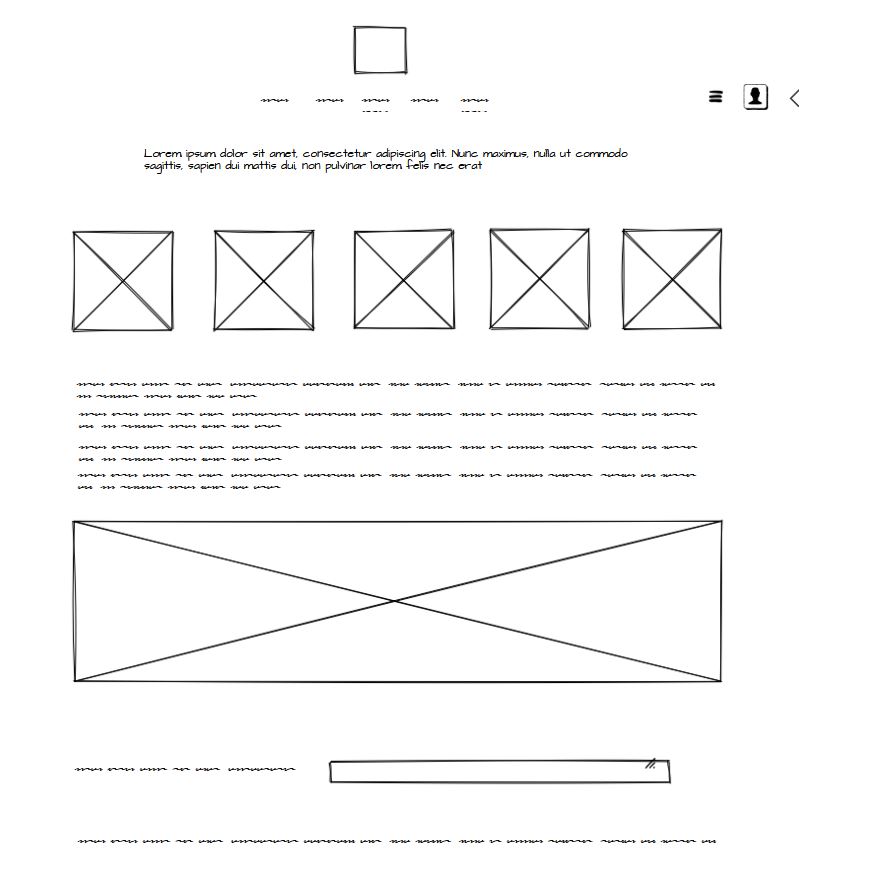 Lorem ipsum dolor sit amet, consectetur adipiscing elit. Nunc maximus, nulla ut commodo
sagittis, sapien dui mattis dui, non pulvinar lorem felis nec erat